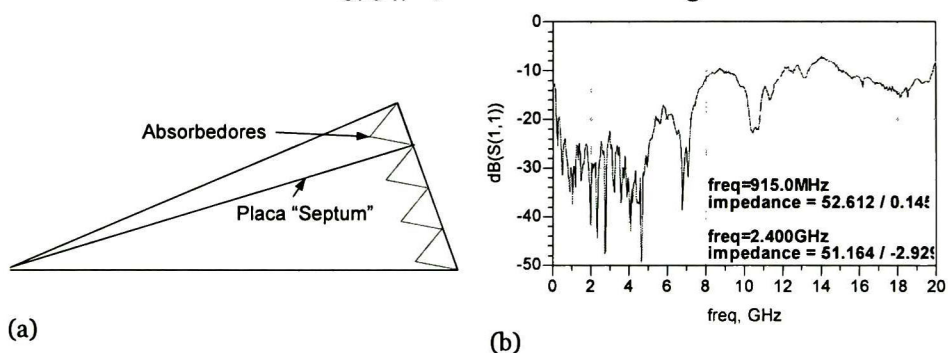 Absorbedores
Placa "Septum"
(a)
0
-10
-20
-30
-40
-50
dB(S(1,1))
freq=915.0MHz
impedance = 52.612 / 0.145
freq=2.400GHz
impedance = 51.164 / -2.929
0 2 4 6 8 10 12 14 16 18 20
freq, GHz
(b)